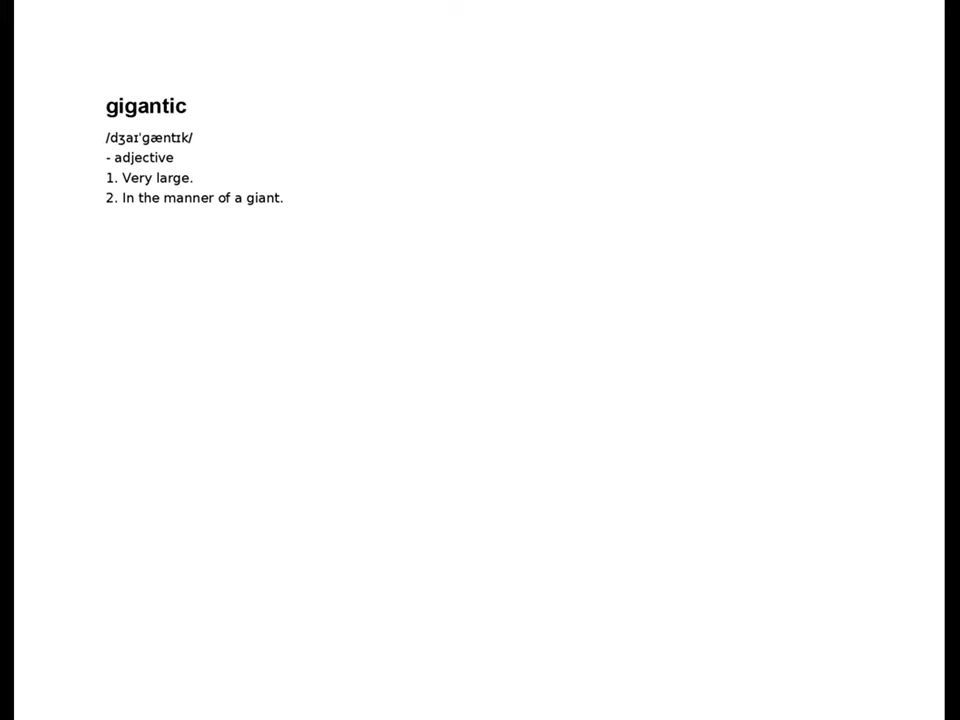 gigantic
/dʒaɪˈɡæntɪk/
- adjective
1. Very large.
2. In the manner of a giant.